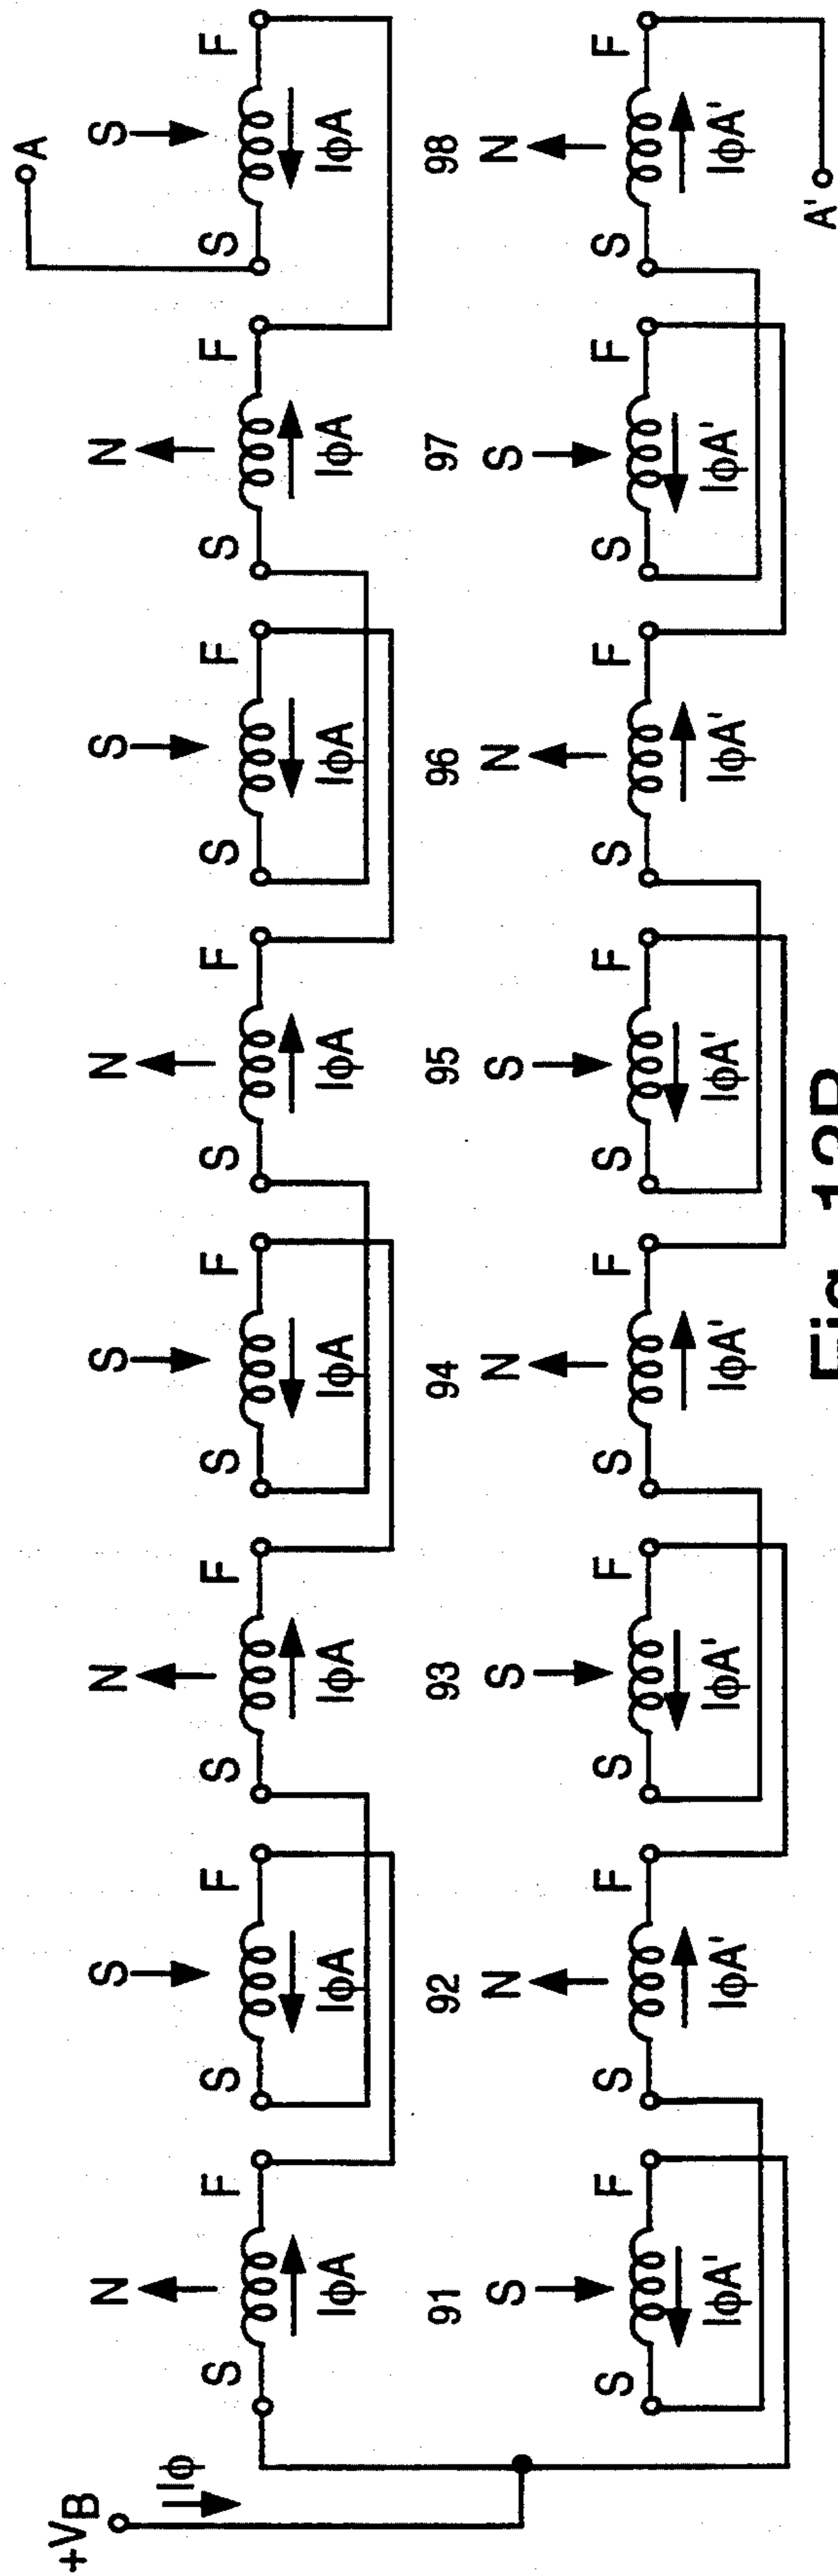 A
+VB
N S N S N S N S
Iϕ
S F S F S F S F S F S F S F S F
IϕA IϕA IϕA IϕA IϕA IϕA IϕA IϕA
91 92 93 94 95 96 97 98
S N S N S N S N
S F S F S F S F S F S F S F S F
IϕA' IϕA' IϕA' IϕA' IϕA' IϕA' IϕA' IϕA'
A'
Fig